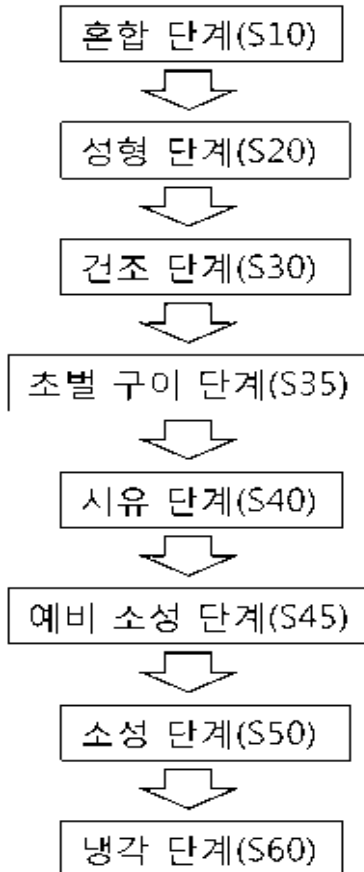 혼합 단계(S10)
성형 단계(S20)
건조 단계(S30)
초벌 구이 단계(S35)
시유 단계(S40)
예비 소성 단계(S45)
소성 단계(S50)
냉각 단계(S60)